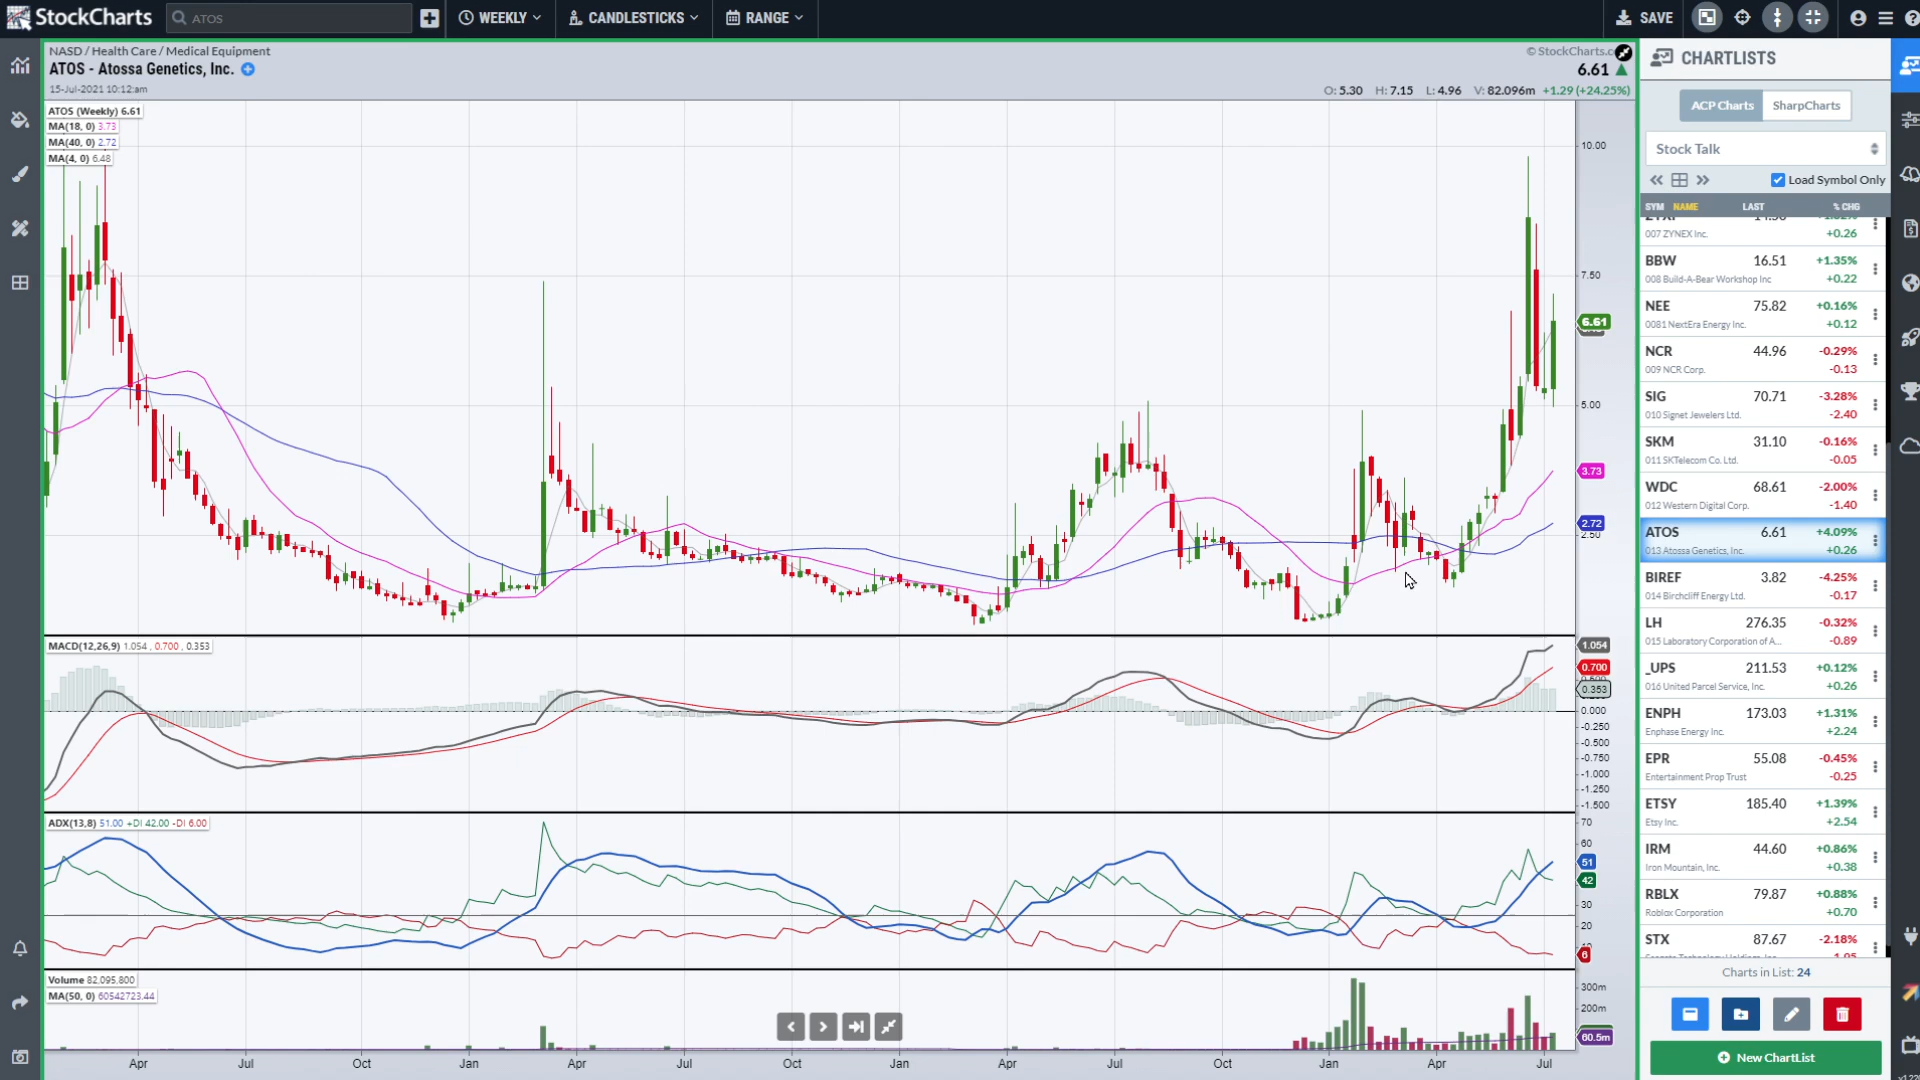 StockCharts ATOS WEEKLY CANDLESTICKS RANGE SAVE
NASD / Health Care / Medical Equipment
ATOS - Atossa Genetics, Inc.
15-Jul-2021 10:12:am
© StockCharts.c
6.61
O: 5.30 H: 7.15 L: 4.96 V: 82.096m +1.29 (+24.25%)
ATOS (Weekly) 6.61
MA(18, 0) 3.73
MA(40, 0) 2.72
MA(4, 0) 6.48
10.00
7.50
6.61
5.00
3.73
2.72
2.50
MACD(12,26,9) 1.054 , 0.700 , 0.353
1.054
0.700
0.353
0.000
-0.250
-0.500
-0.750
-1.000
-1.250
-1.500
ADX(13,8) 51.00 +DI 42.00 -DI 6.00
70
60
51
42
30
20
6
Volume 82,095,800
MA(50, 0) 60542723.44
300m
200m
60.5m
Apr Jul Oct Jan Apr Jul Oct Jan Apr Jul Oct Jan Apr Jul
CHARTLISTS
ACP Charts SharpCharts
Stock Talk
Load Symbol Only
SYM NAME LAST % CHG
007 ZYNEX Inc. +0.26
BBW 16.51 +1.35%
008 Build-A-Bear Workshop Inc +0.22
NEE 75.82 +0.16%
0081 NextEra Energy Inc. +0.12
NCR 44.96 -0.29%
009 NCR Corp. -0.13
SIG 70.71 -3.28%
010 Signet Jewelers Ltd. -2.40
SKM 31.10 -0.16%
011 SKTelecom Co. Ltd. -0.05
WDC 68.61 -2.00%
012 Western Digital Corp. -1.40
ATOS 6.61 +4.09%
013 Atossa Genetics, Inc. +0.26
BIREF 3.82 -4.25%
014 Birchcliff Energy Ltd. -0.17
LH 276.35 -0.32%
015 Laboratory Corporation of A... -0.89
_UPS 211.53 +0.12%
016 United Parcel Service, Inc. +0.26
ENPH 173.03 +1.31%
Enphase Energy Inc. +2.24
EPR 55.08 -0.45%
Entertainment Prop Trust -0.25
ETSY 185.40 +1.39%
Etsy Inc. +2.54
IRM 44.60 +0.86%
Iron Mountain, Inc. +0.38
RBLX 79.87 +0.88%
Roblox Corporation +0.70
STX 87.67 -2.18%
Charts in List: 24
New ChartList